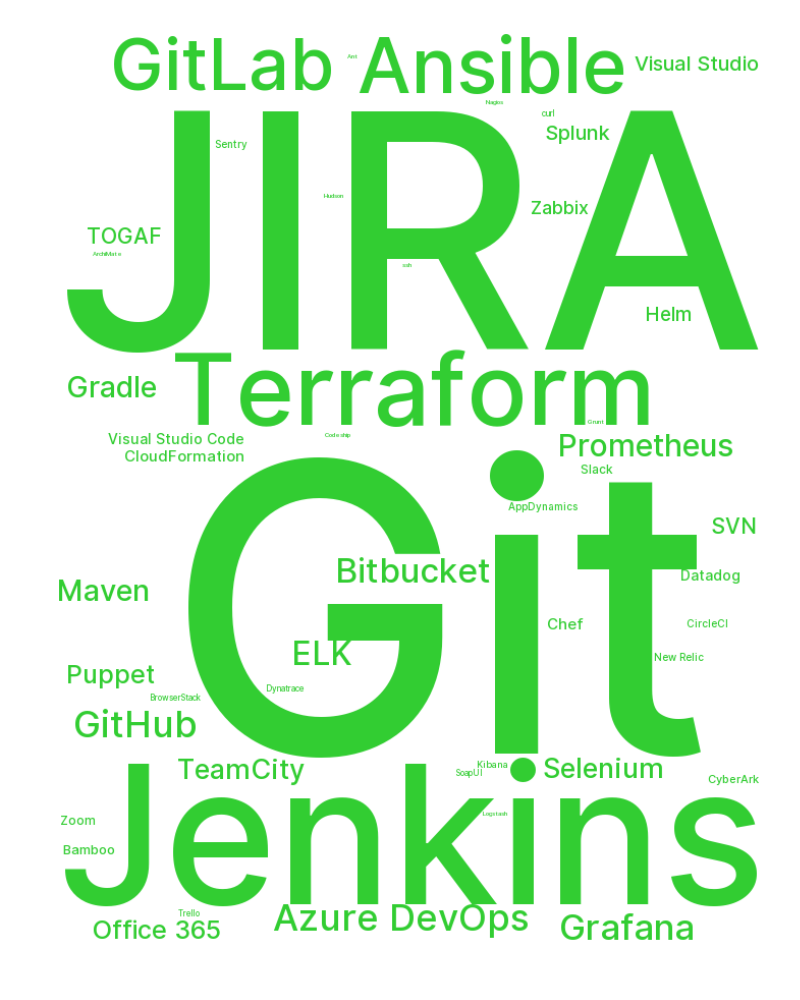 GitLab
Ansible
Visual Studio
Nagios
curl
Splunk
JIRA
Sentry
Hudson
Zabbix
TOGAF
ArchiMate
ssh
Helm
Terraform
Gradle
Grunt
Visual Studio Code
Codeship
Prometheus
CloudFormation
Slack
Git
AppDynamics
SVN
Bitbucket
Datadog
Maven
Chef
CircleCI
ELK
New Relic
Puppet
Dynatrace
BrowserStack
GitHub
TeamCity
Kibana
SoapUI
Selenium
CyberArk
Jenkins
Logstash
Zoom
Bamboo
Trello
Azure DevOps
Office 365
Grafana